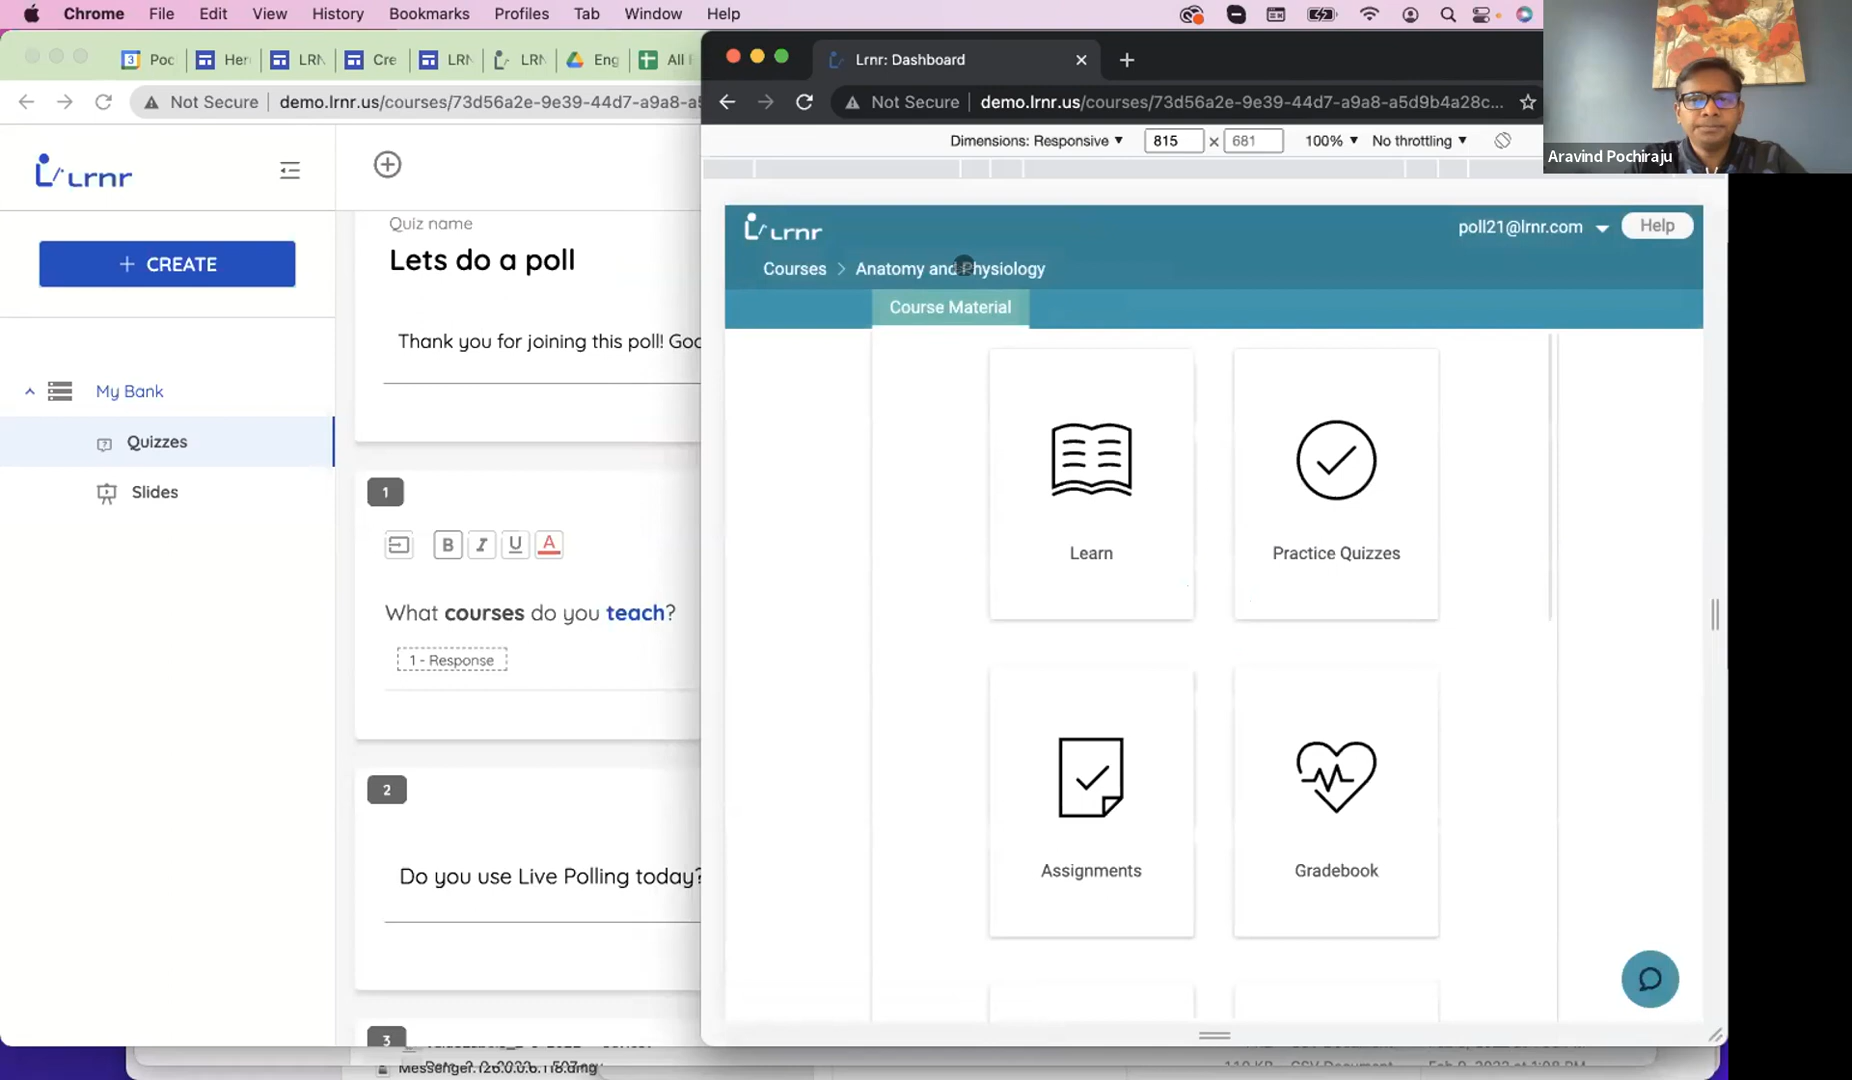 Chrome File Edit View History Bookmarks Profiles Tab Window Help
Poc Her LRN Cre LRN LRN Eng All
Lrnr: Dashboard
Not Secure demo.lrnr.us/courses/73d56a2e-9e39-44d7-a9a8-a5
Not Secure demo.lrnr.us/courses/73d56a2e-9e39-44d7-a9a8-a5d9b4a28c...
Aravind Pochiraju
Dimensions: Responsive 815 × 681 100% No throttling
Lrnr
CREATE
My Bank
Quizzes
Slides
Quiz name
Lets do a poll
Thank you for joining this poll! Goo
1
B I U A
What courses do you teach?
1 - Response
2
Do you use Live Polling today?
3
Lrnr
poll21@lrnr.com Help
Courses > Anatomy and Physiology
Course Material
Learn
Practice Quizzes
Assignments
Gradebook